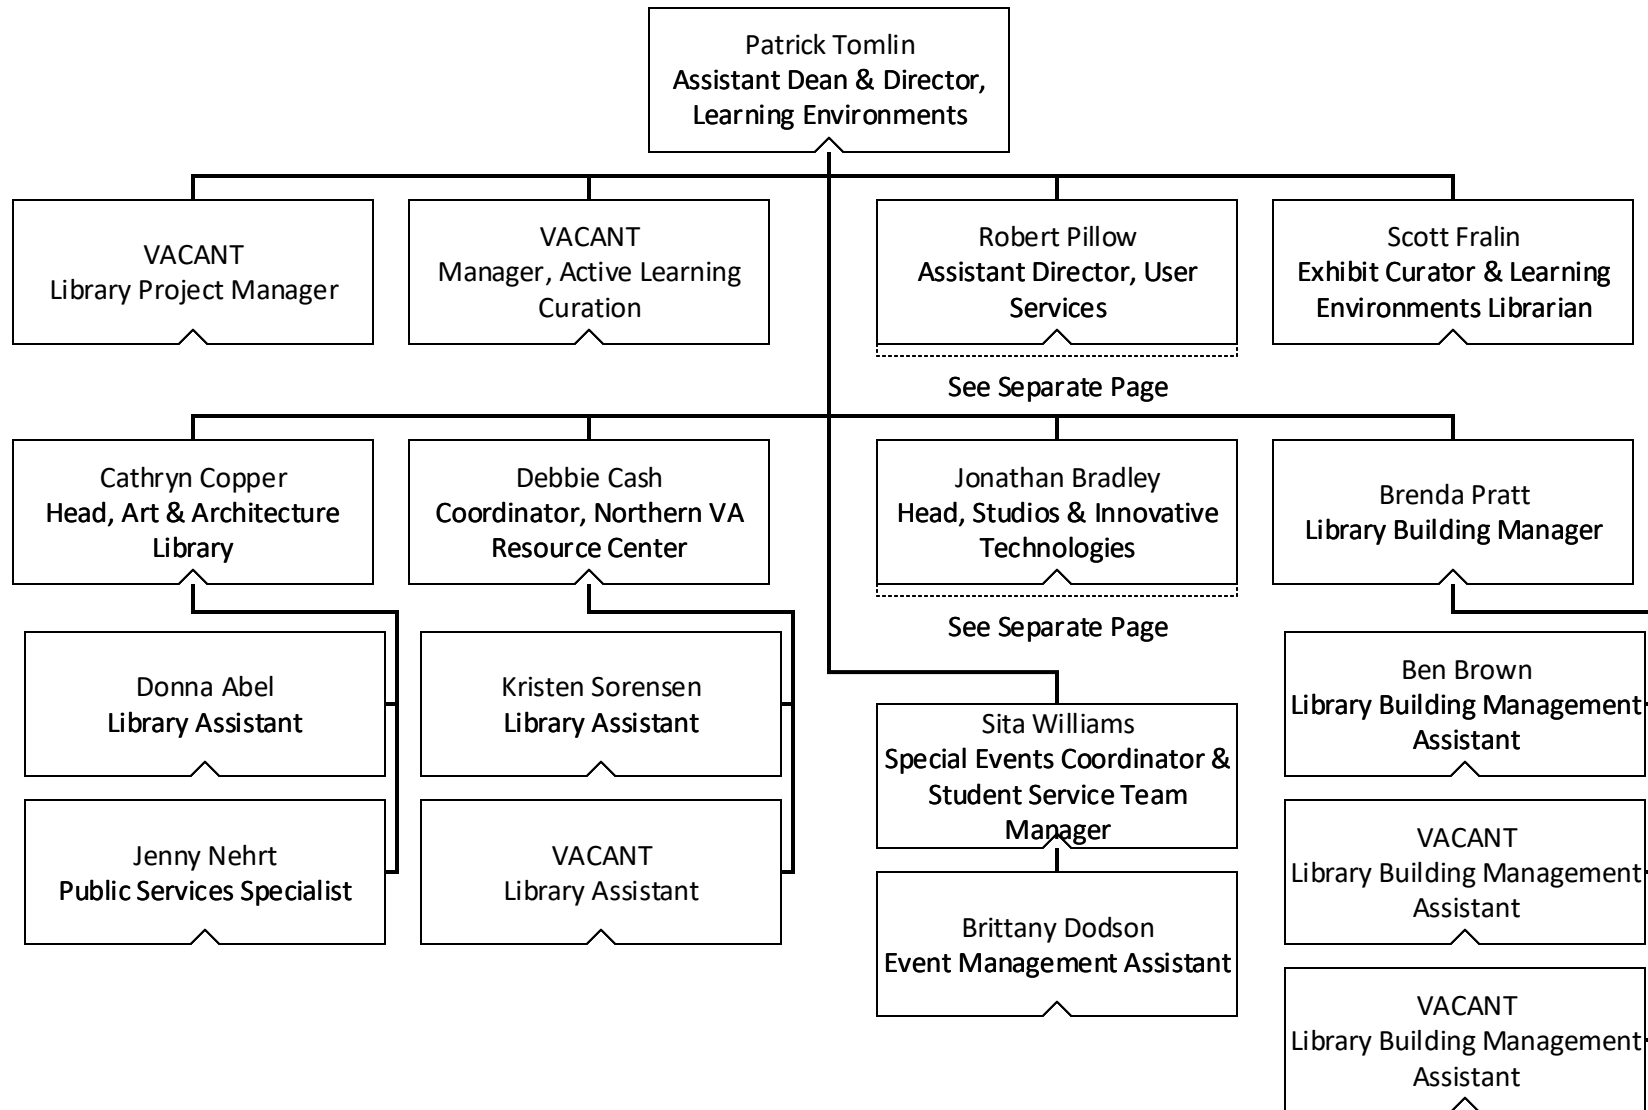 Patrick Tomlin
Assistant Dean & Director,
Learning Environments
VACANT
Library Project Manager
VACANT
Manager, Active Learning
Curation
Robert Pillow
Assistant Director, User
Services
See Separate Page
Scott Fralin
Exhibit Curator & Learning
Environments Librarian
Cathryn Copper
Head, Art & Architecture
Library
Debbie Cash
Coordinator, Northern VA
Resource Center
Jonathan Bradley
Head, Studios & Innovative
Technologies
See Separate Page
Brenda Pratt
Library Building Manager
Donna Abel
Library Assistant
Kristen Sorensen
Library Assistant
Sita Williams
Special Events Coordinator &
Student Service Team
Manager
Ben Brown
Library Building Management
Assistant
Jenny Nehrt
Public Services Specialist
VACANT
Library Assistant
Brittany Dodson
Event Management Assistant
VACANT
Library Building Management
Assistant
VACANT
Library Building Management
Assistant